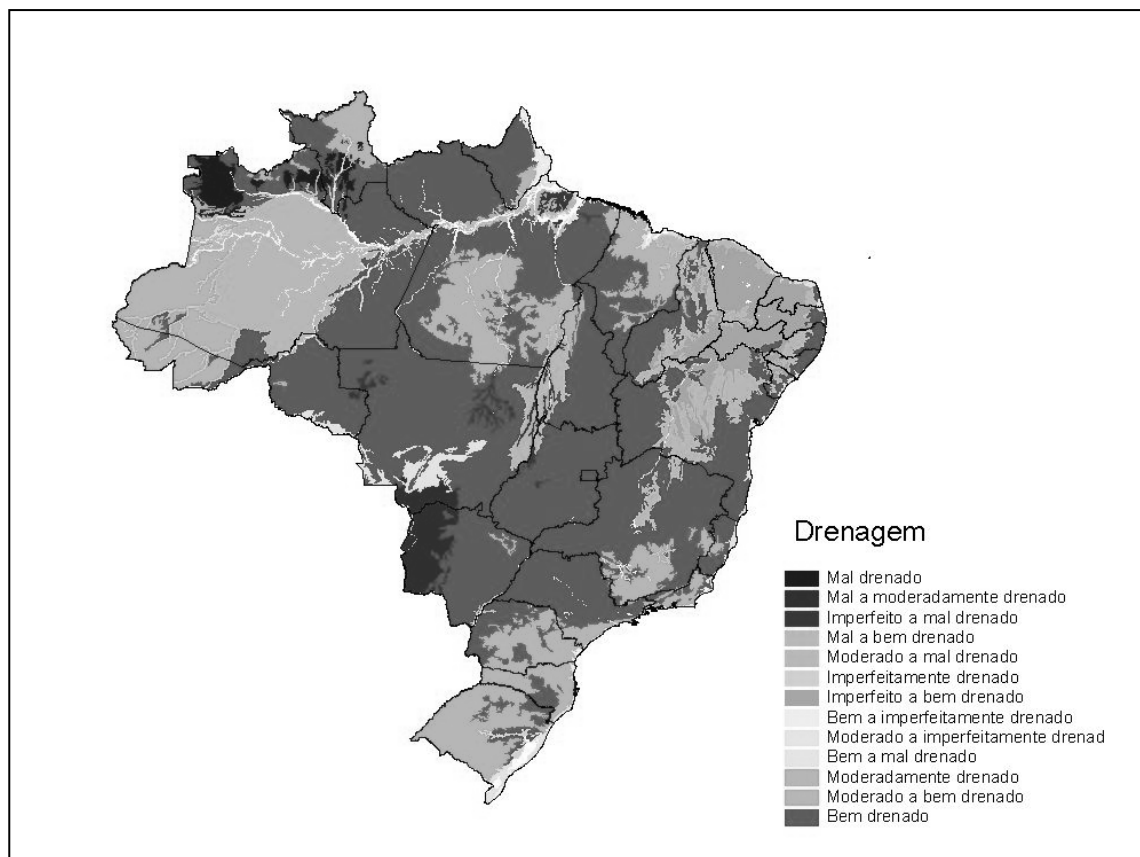 Drenagem
Mal drenado
Mal a moderadamente drenado
Imperfeito a mal drenado
Mal a bem drenado
Moderado a mal drenado
Imperfeitamente drenado
Imperfeito a bem drenado
Bem a imperfeitamente drenado
Moderado a imperfeitamente drenad
Bem a mal drenado
Moderadamente drenado
Moderado a bem drenado
Bem drenado